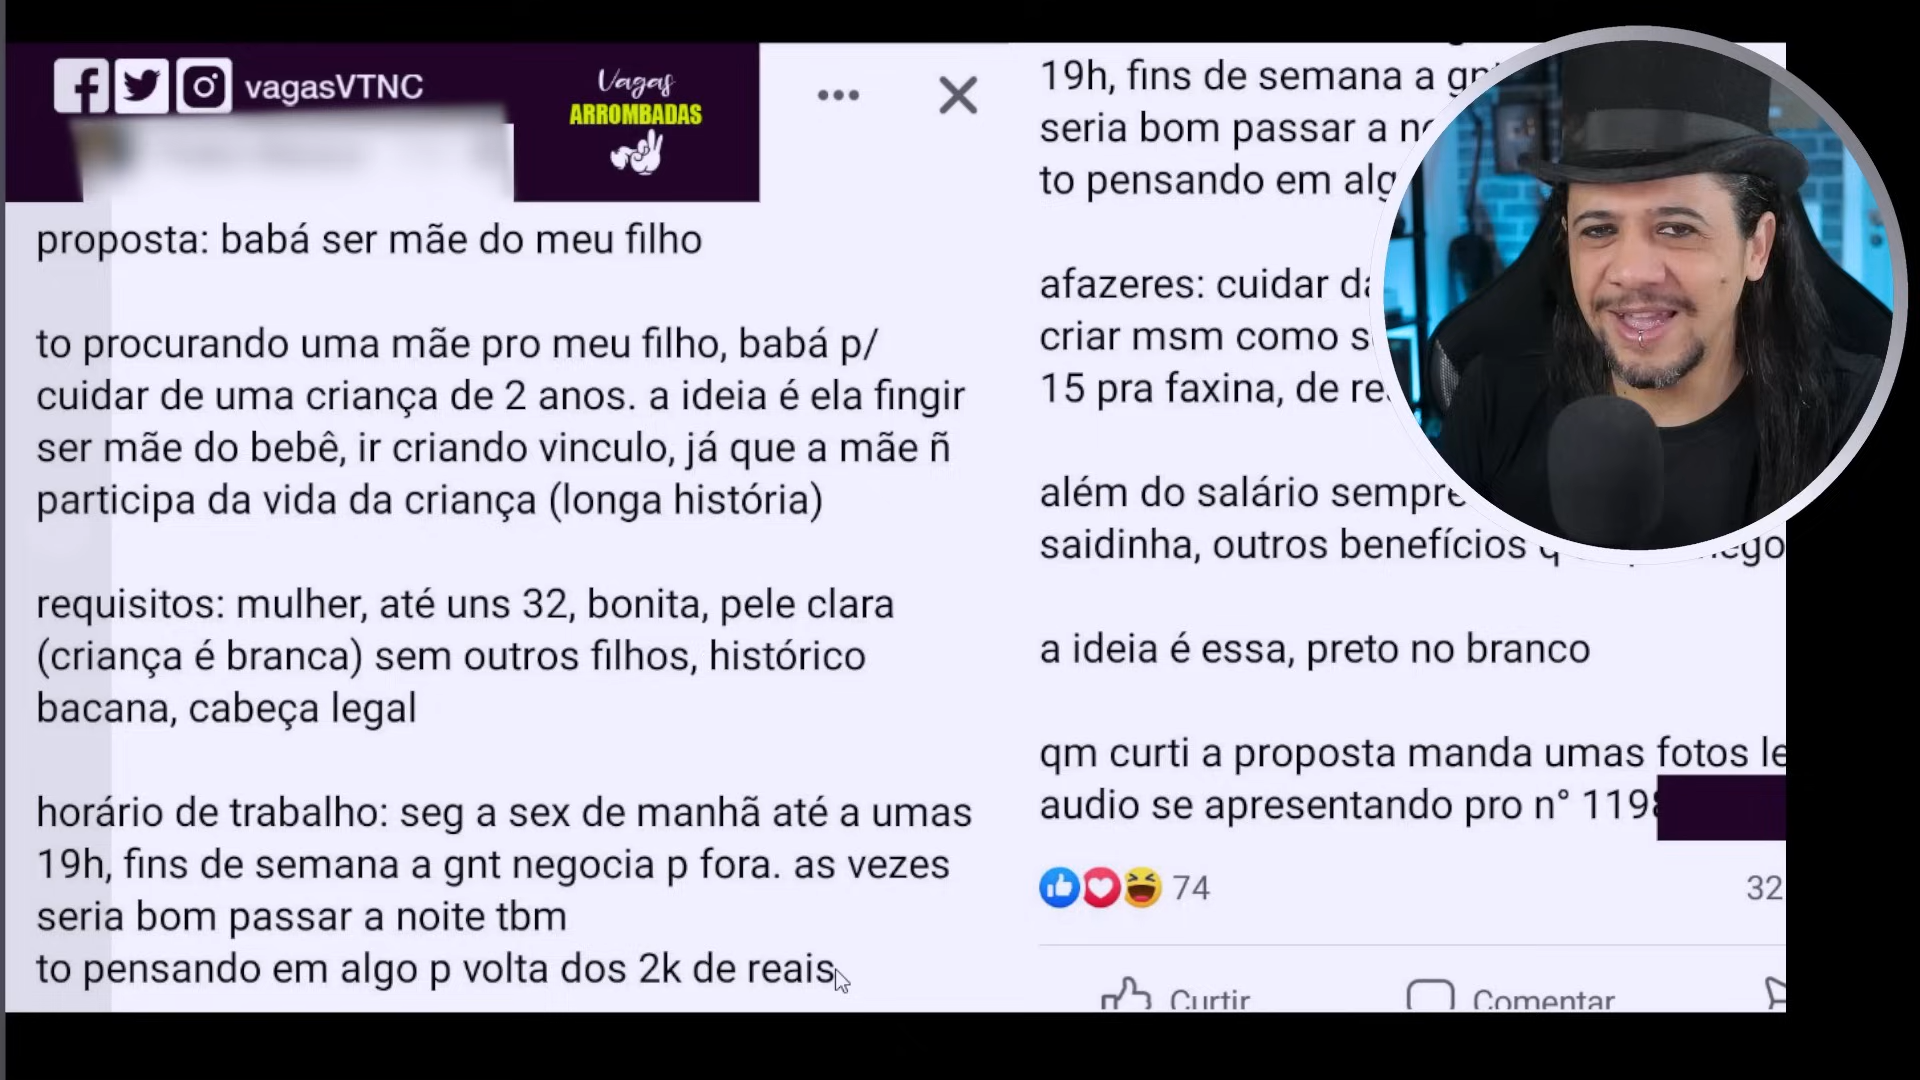 vagasVTNC
Vagas
ARROMBADAS
proposta: babá ser mãe do meu filho
to procurando uma mãe pro meu filho, babá p/
cuidar de uma criança de 2 anos. a ideia é ela fingir
ser mãe do bebê, ir criando vinculo, já que a mãe ñ
participa da vida da criança (longa história)
requisitos: mulher, até uns 32, bonita, pele clara
(criança é branca) sem outros filhos, histórico
bacana, cabeça legal
horário de trabalho: seg a sex de manhã até a umas
19h, fins de semana a gnt negocia p fora. as vezes
seria bom passar a noite tbm
to pensando em algo p volta dos 2k de reais
19h, fins de semana a
seria bom passar a
to pensando em
afazeres: cuidar
criar msm como
15 pra faxina, de
além do salário sempre
saidinha, outros benefícios
a ideia é essa, preto no branco
qm curti a proposta manda umas fotos
audio se apresentando pro n° 119
74
32
Curtir
Comentar